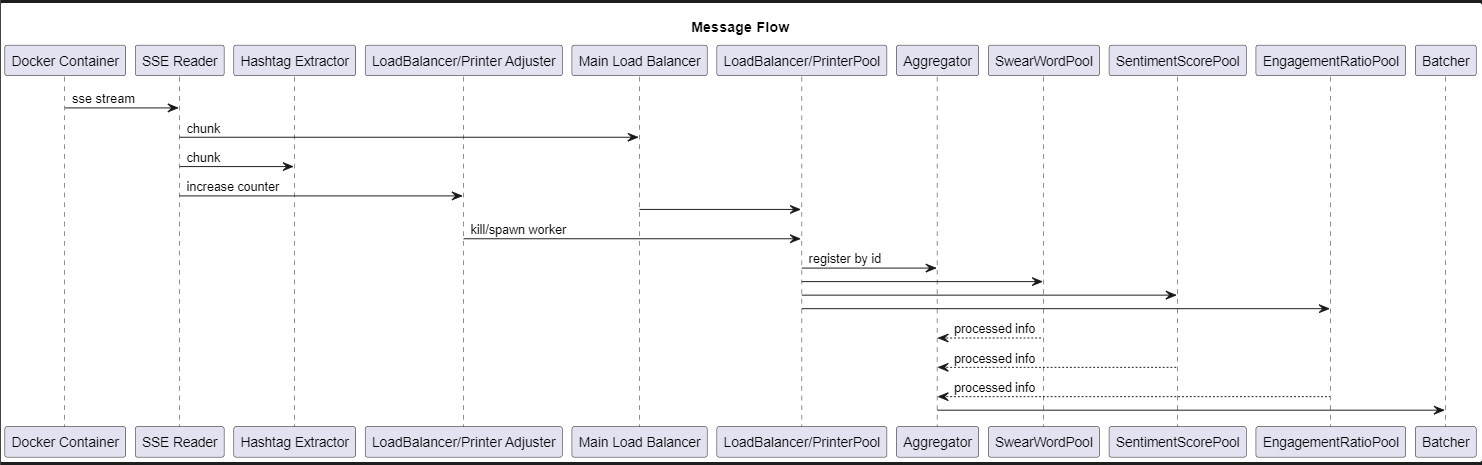 Message Flow
Docker Container SSE Reader Hashtag Extractor LoadBalancer/Printer Adjuster Main Load Balancer LoadBalancer/PrinterPool Aggregator SwearWordPool SentimentScorePool EngagementRatioPool Batcher
sse stream
chunk
chunk
increase counter
kill/spawn worker
register by id
processed info
processed info
processed info
Docker Container SSE Reader Hashtag Extractor LoadBalancer/Printer Adjuster Main Load Balancer LoadBalancer/PrinterPool Aggregator SwearWordPool SentimentScorePool EngagementRatioPool Batcher